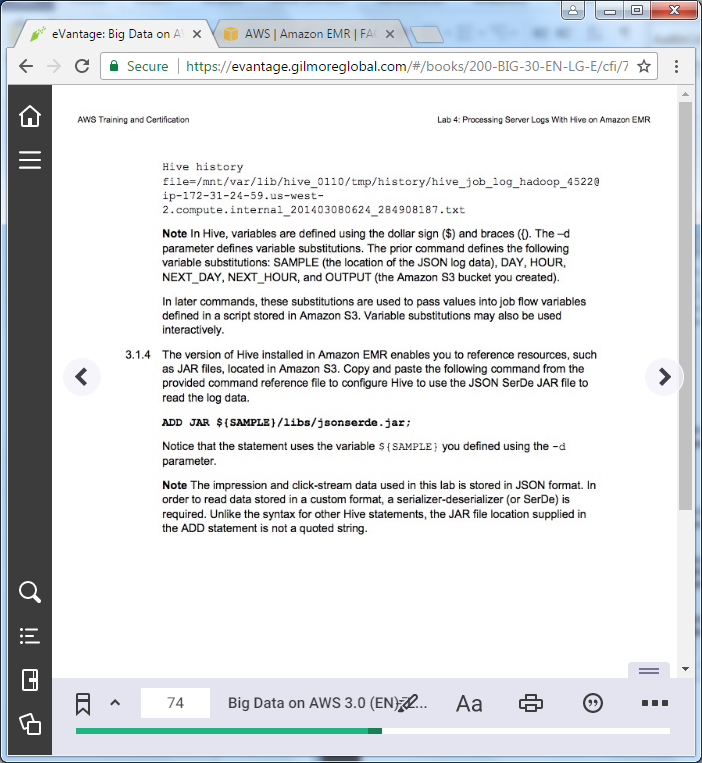 eVantage: Big Data on A
AWS | Amazon EMR | FA
Secure https://evantage.gilmoreglobal.com/#/books/200-BIG-30-EN-LG-E/cfi/7
AWS Training and Certification
Lab 4: Processing Server Logs With Hive on Amazon EMR
Hive history
file=/mnt/var/lib/hive_0110/tmp/history/hive_job_log_hadoop_4522@
ip-172-31-24-59.us-west-
2.compute.internal_201403080624_284908187.txt
Note In Hive, variables are defined using the dollar sign ($) and braces ({). The –d
parameter defines variable substitutions. The prior command defines the following
variable substitutions: SAMPLE (the location of the JSON log data), DAY, HOUR,
NEXT_DAY, NEXT_HOUR, and OUTPUT (the Amazon S3 bucket you created).
In later commands, these substitutions are used to pass values into job flow variables
defined in a script stored in Amazon S3. Variable substitutions may also be used
interactively.
3.1.4 The version of Hive installed in Amazon EMR enables you to reference resources, such
as JAR files, located in Amazon S3. Copy and paste the following command from the
provided command reference file to configure Hive to use the JSON SerDe JAR file to
read the log data.
ADD JAR ${SAMPLE}/libs/jsonserde.jar;
Notice that the statement uses the variable ${SAMPLE} you defined using the -d
parameter.
Note The impression and click-stream data used in this lab is stored in JSON format. In
order to read data stored in a custom format, a serializer-deserializer (or SerDe) is
required. Unlike the syntax for other Hive statements, the JAR file location supplied in
the ADD statement is not a quoted string.
74
Big Data on AWS 3.0 (EN)
Aa